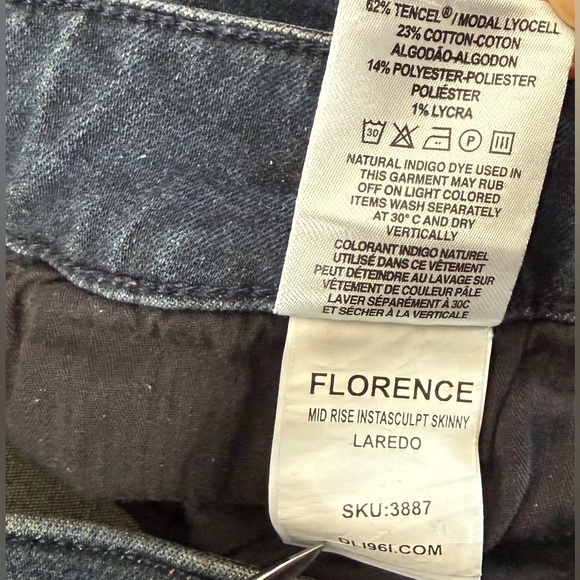 62% TENCEL®/MODAL LYOCELL
23% COTTON-COTON
ALGODÃO-ALGODON
14% POLYESTER-POLIESTER
POLIÉSTER
1% LYCRA
30
P
NATURAL INDIGO DYE USED IN
THIS GARMENT MAY RUB
OFF ON LIGHT COLORED
ITEMS WASH SEPARATELY
AT 30°C AND DRY
VERTICALLY
COLORANT INDIGO NATUREL
UTILISÉ DANS CE VÊTEMENT
PEUT DÉTEINDRE AU LAVAGE SUR
VÊTEMENT DE COULEUR PÂLE
LAVER SÉPARÉMENT À 30C
ET SÉCHER À LA VERTICALE
FLORENCE
MID RISE INSTASCULPT SKINNY
LAREDO
SKU:3887
DL1961.COM